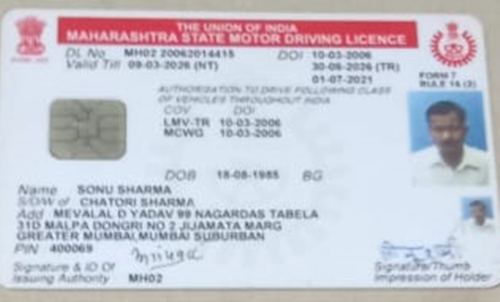 THE UNION OF INDIA
MAHARASHTRA STATE MOTOR DRIVING LICENCE
DL No MH02 20062014415 DOI 10-03-2006
Valid Till 09-03-2026 (NT) 30-06-2026 (TR)
01-07-2021
FORM 7
RULE 16 (2)
AUTHORISATION TO DRIVE FOLLOWING CLASS
OF VEHICLES THROUGHOUT INDIA
COV DOI
LMV-TR 10-03-2006
MCWG 10-03-2006
DOB 18-08-1985 BG
Name SONU SHARMA
S/D/W of CHATORI SHARMA
Add MEVALAL D YADAV 99 NAGARDAS TABELA
31D MALPA DONGRI NO 2 JIJAMATA MARG
GREATER MUMBAI,MUMBAI SUBURBAN
PIN 400069
Signature & ID Of
Issuing Authority MH02
Signature/Thumb
Impression of Holder